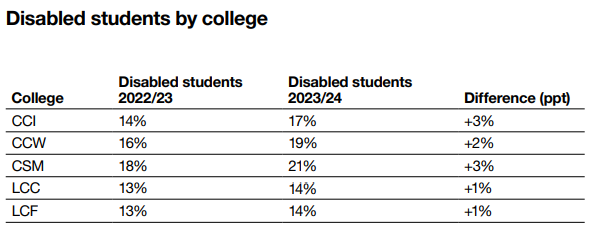 Disabled students by college
College Disabled students 2022/23 Disabled students 2023/24 Difference (ppt)
CCI 14% 17% +3%
CCW 16% 19% +2%
CSM 18% 21% +3%
LCC 13% 14% +1%
LCF 13% 14% +1%